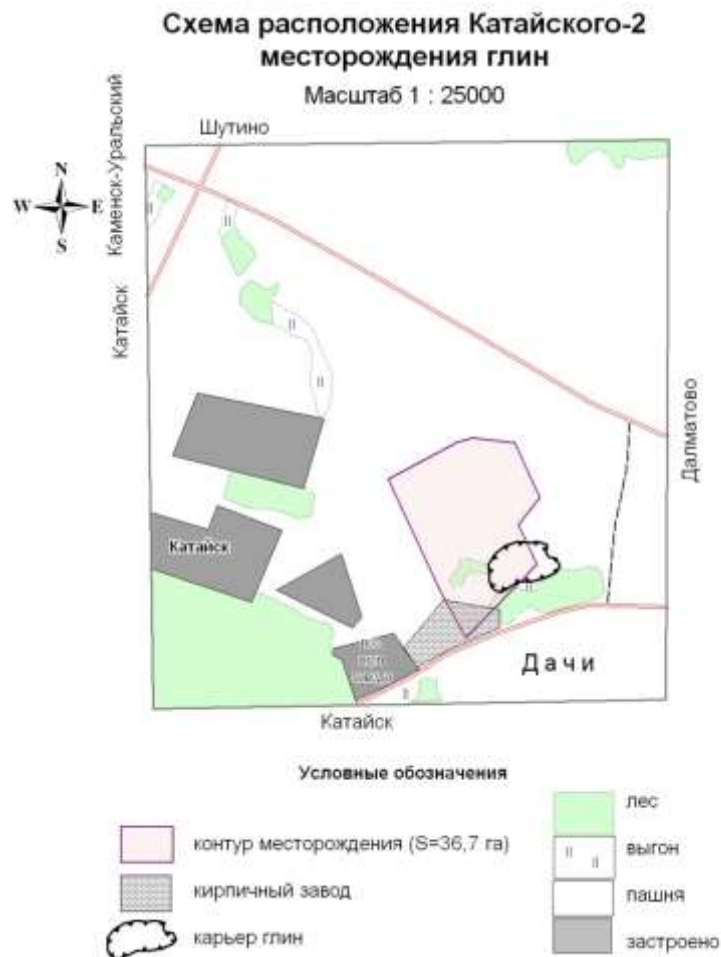 Схема расположения Катайского-2
месторождения глин
Масштаб 1 : 25000
Шутино
Каменск-Уральский
N
W E
S
Катайск
Далматово
Катайск
Дачи
Катайск
Условные обозначения
контур месторождения (S=36,7 га)
кирпичный завод
карьер глин
лес
выгон
пашня
застроено